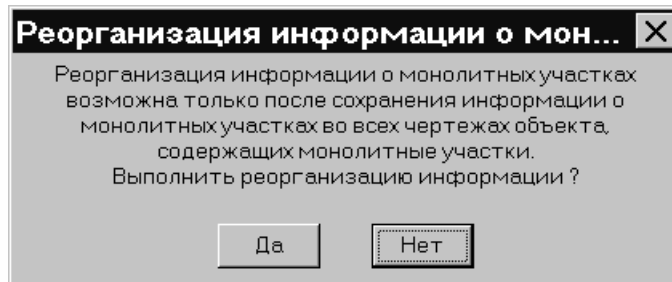 Реорганизация информации о мон...
Реорганизация информации о монолитных участках
возможна только после сохранения информации о
монолитных участках во всех чертежах объекта,
содержащих монолитные участки.
Выполнить реорганизацию информации ?
Да
Нет